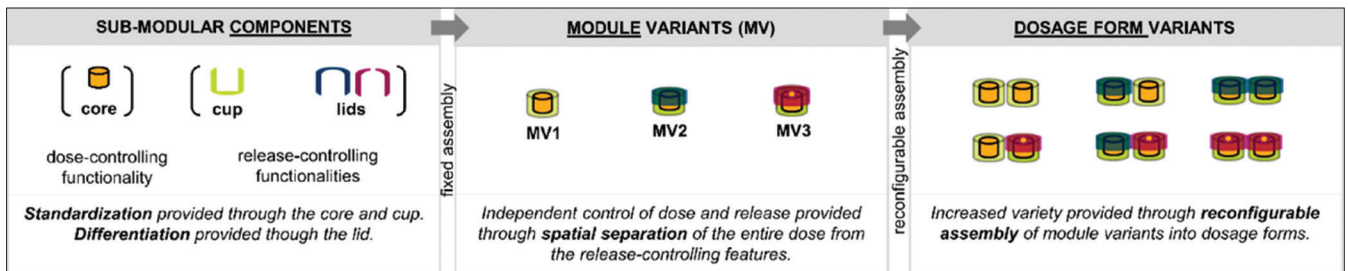 SUB-MODULAR COMPONENTS
core
cup
lids
dose-controlling
functionality
release-controlling
functionalities
Standardization provided through the core and cup.
Differentiation provided though the lid.
fixed assembly
MODULE VARIANTS (MV)
MV1
MV2
MV3
Independent control of dose and release provided
through spatial separation of the entire dose from
the release-controlling features.
reconfigurable assembly
DOSAGE FORM VARIANTS
Increased variety provided through reconfigurable
assembly of module variants into dosage forms.